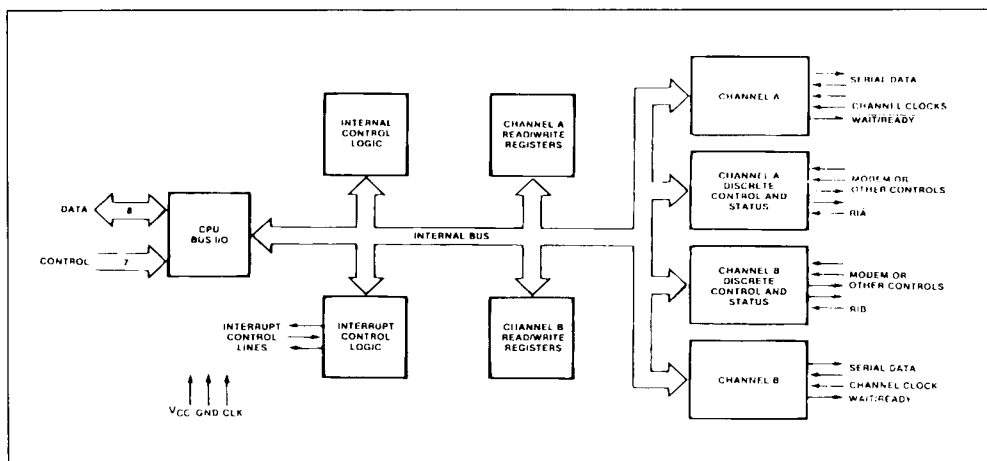 INTERNAL
CONTROL
LOGIC
CHANNEL A
READ/WRITE
REGISTERS
CHANNEL A
SERIAL DATA
CHANNEL CLOCKS
WAIT/READY
CHANNEL A
DISCRETE
CONTROL AND
STATUS
MODEM OR
OTHER CONTROLS
RIA
DATA
8
CPU
BUS I/O
INTERNAL BUS
CONTROL
7
CHANNEL B
DISCRETE
CONTROL AND
STATUS
MODEM OR
OTHER CONTROLS
RIB
INTERRUPT
CONTROL
LINES
INTERRUPT
CONTROL
LOGIC
CHANNEL B
READ/WRITE
REGISTERS
CHANNEL B
SERIAL DATA
CHANNEL CLOCK
WAIT/READY
VCC GND CLK